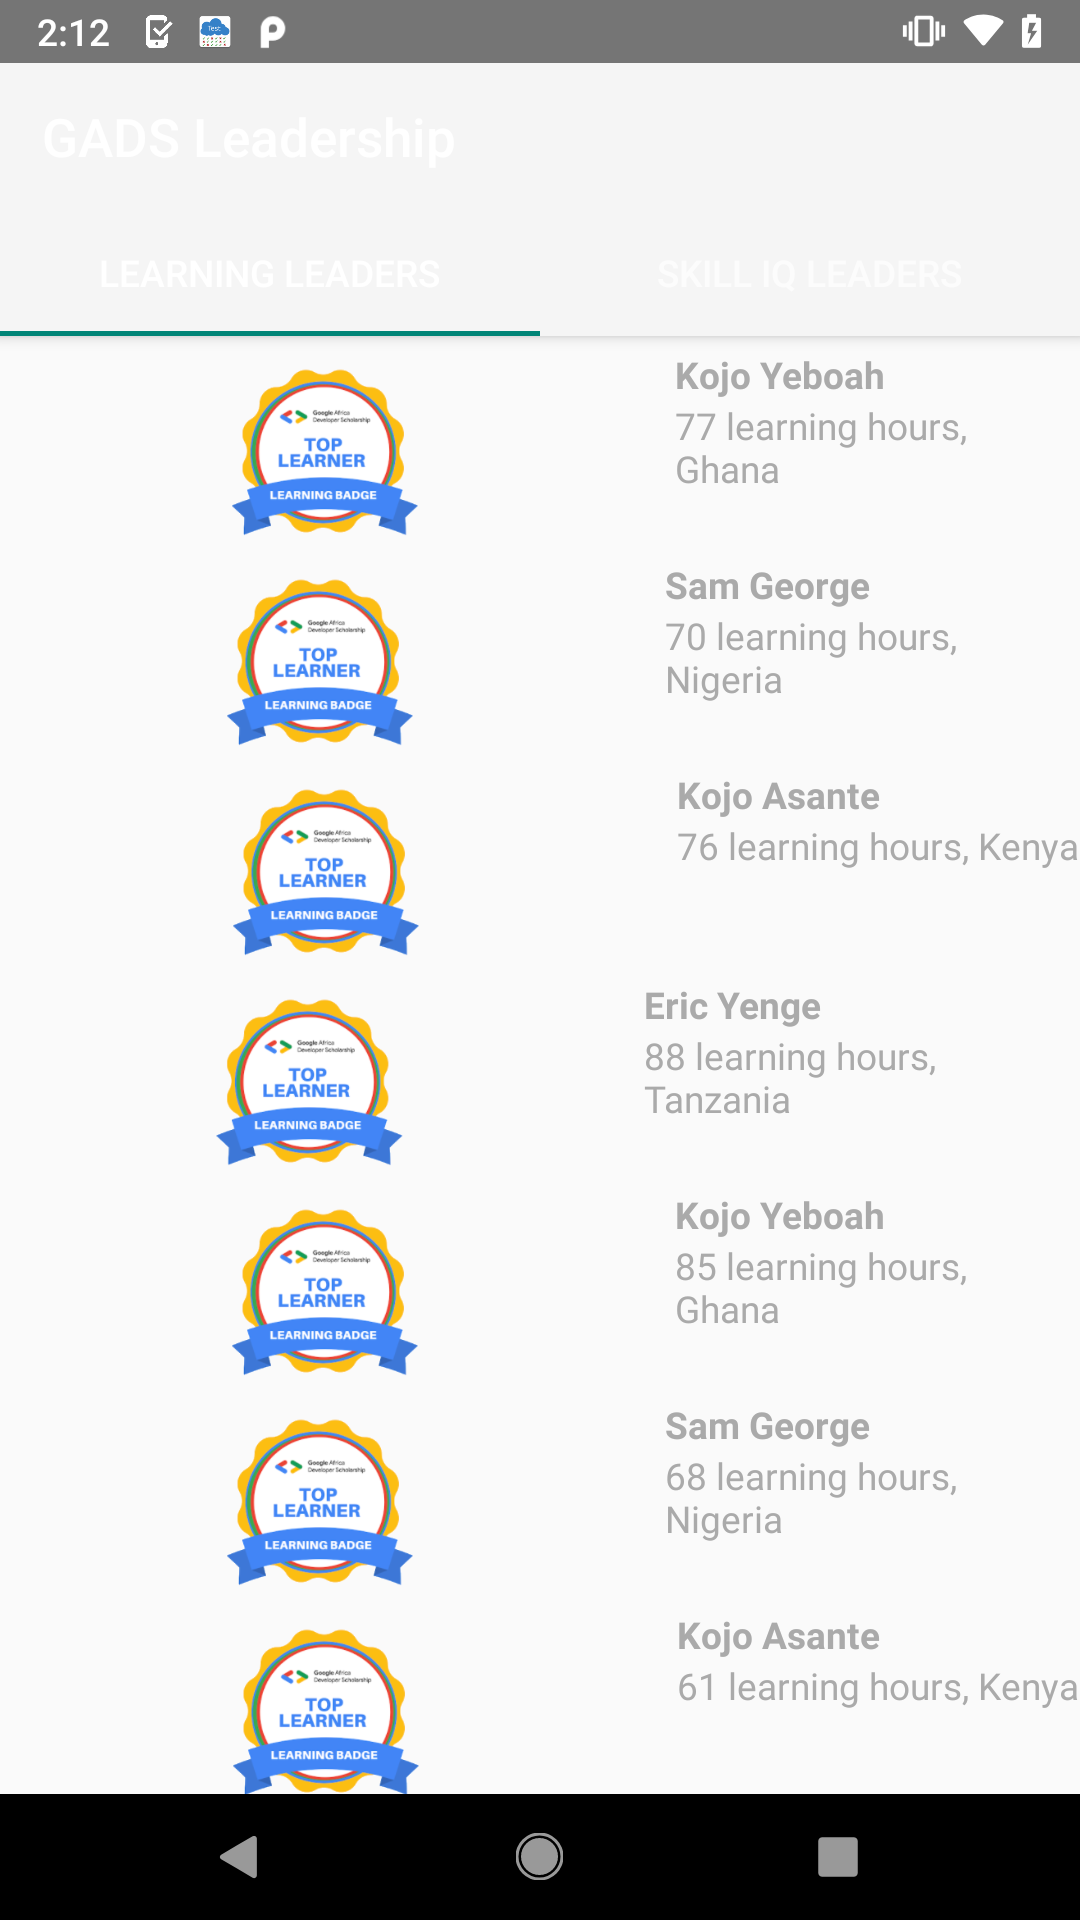 2:12
Test
GADS Leadership
LEARNING LEADERS
SKILL IQ LEADERS
Google Africa
Developer Scholarship
TOP
LEARNER
LEARNING BADGE
Kojo Yeboah
77 learning hours,
Ghana
Google Africa
Developer Scholarship
TOP
LEARNER
LEARNING BADGE
Sam George
70 learning hours,
Nigeria
Google Africa
Developer Scholarship
TOP
LEARNER
LEARNING BADGE
Kojo Asante
76 learning hours, Kenya
Google Africa
Developer Scholarship
TOP
LEARNER
LEARNING BADGE
Eric Yenge
88 learning hours,
Tanzania
Google Africa
Developer Scholarship
TOP
LEARNER
LEARNING BADGE
Kojo Yeboah
85 learning hours,
Ghana
Google Africa
Developer Scholarship
TOP
LEARNER
LEARNING BADGE
Sam George
68 learning hours,
Nigeria
Google Africa
Developer Scholarship
TOP
LEARNER
LEARNING BADGE
Kojo Asante
61 learning hours, Kenya